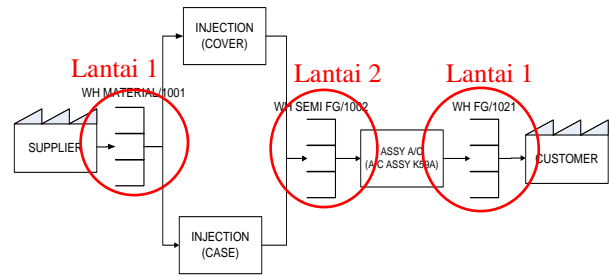 INJECTION
(COVER)
Lantai 1
Lantai 2
Lantai 1
WH MATERIAL/1001
WH SEMI FG/1002
WH FG/1021
SUPPLIER
ASSY A/C
(A/C ASSY K59A)
CUSTOMER
INJECTION
(CASE)